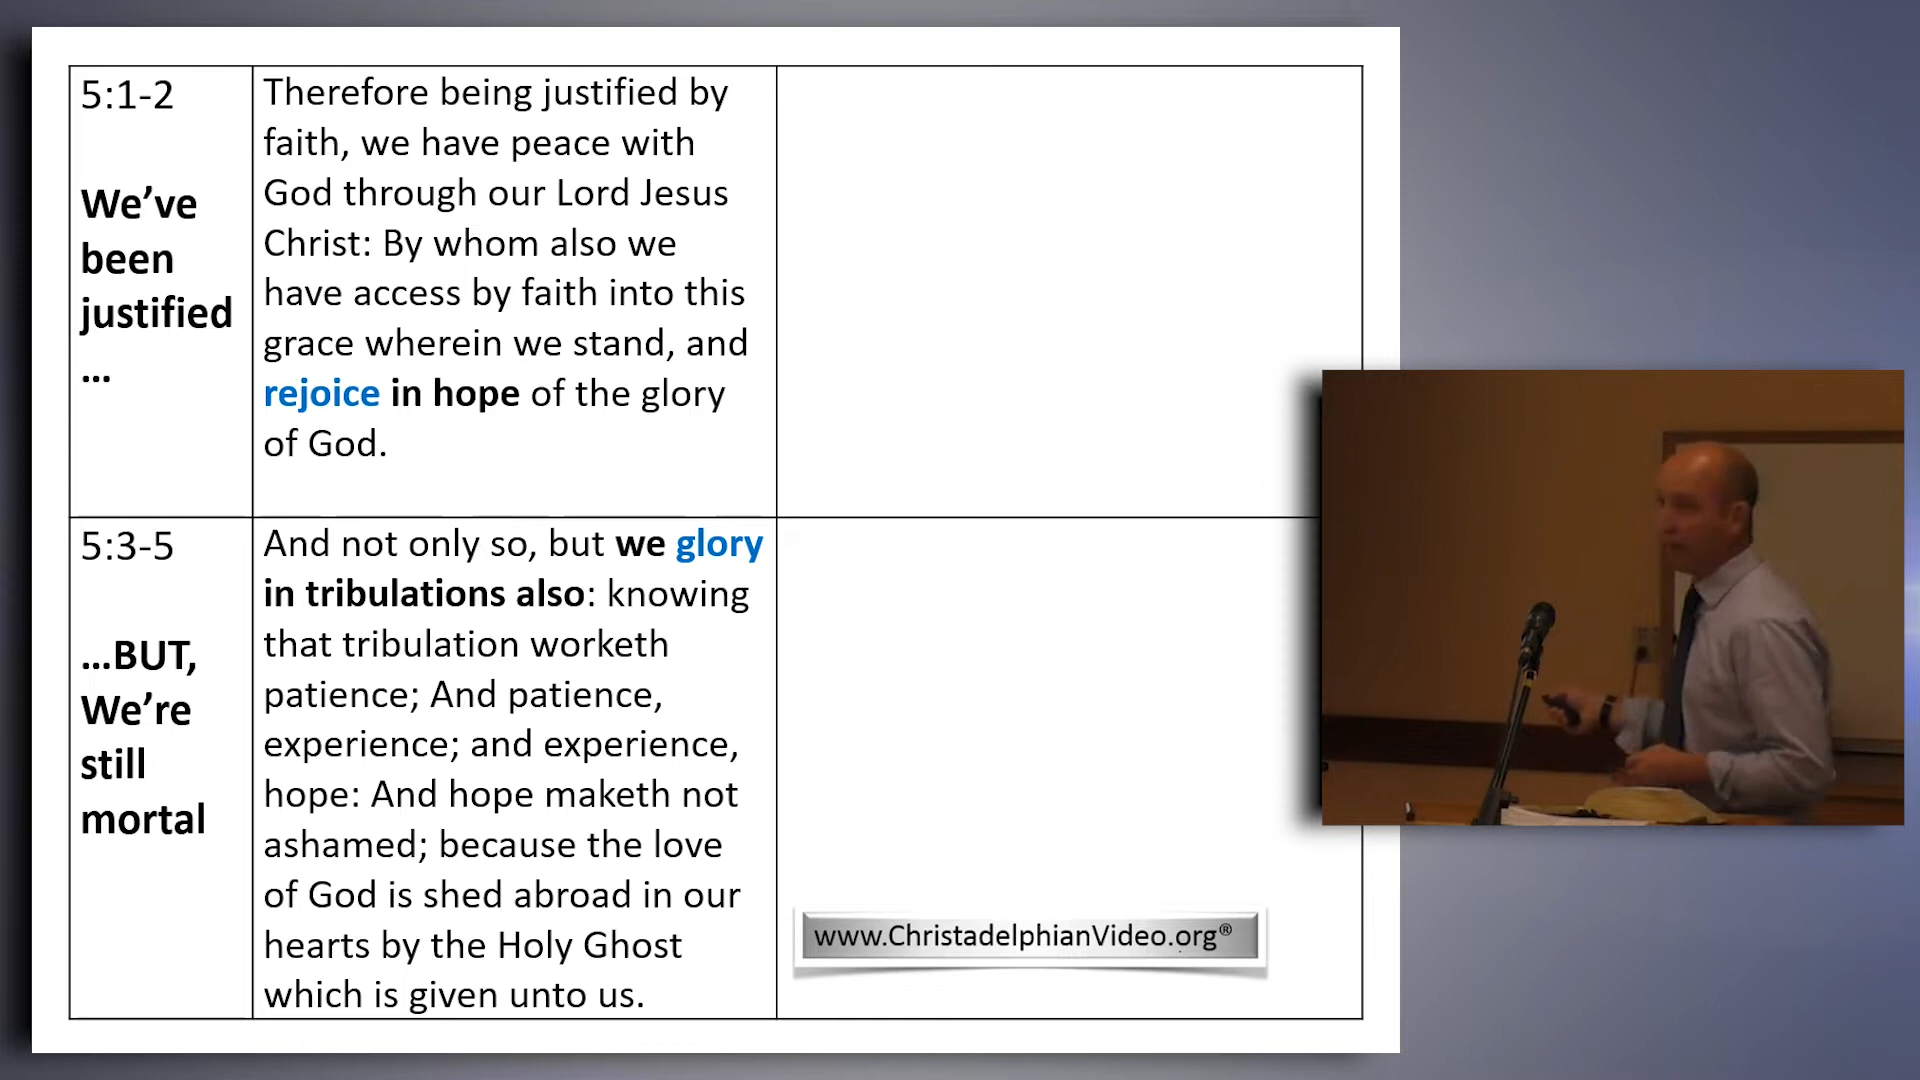 5:1-2
We’ve
been
justified
...
Therefore being justified by
faith, we have peace with
God through our Lord Jesus
Christ: By whom also we
have access by faith into this
grace wherein we stand, and
rejoice in hope of the glory
of God.
5:3-5
...BUT,
We’re
still
mortal
And not only so, but we glory
in tribulations also: knowing
that tribulation worketh
patience; And patience,
experience; and experience,
hope: And hope maketh not
ashamed; because the love
of God is shed abroad in our
hearts by the Holy Ghost
which is given unto us.
www.ChristadelphianVideo.org®